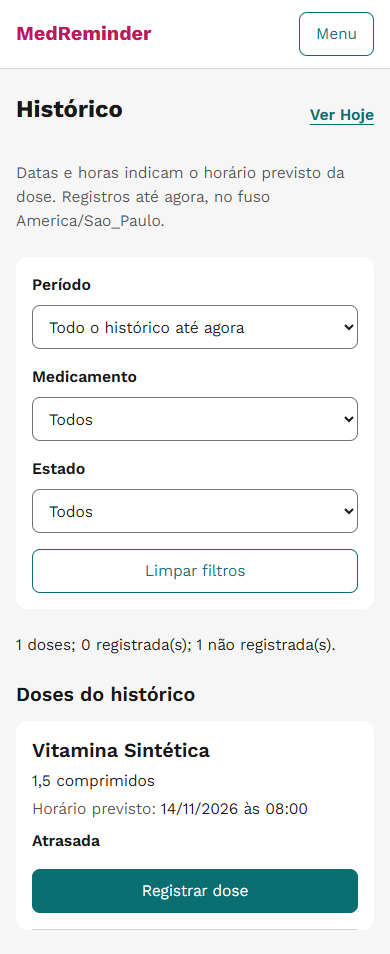 MedReminder
Menu
Histórico
Ver Hoje
Datas e horas indicam o horário previsto da
dose. Registros até agora, no fuso
America/Sao_Paulo.
Período
Todo o histórico até agora
Medicamento
Todos
Estado
Todos
Limpar filtros
1 doses; 0 registrada(s); 1 não registrada(s).
Doses do histórico
Vitamina Sintética
1,5 comprimidos
Horário previsto: 14/11/2026 às 08:00
Atrasada
Registrar dose